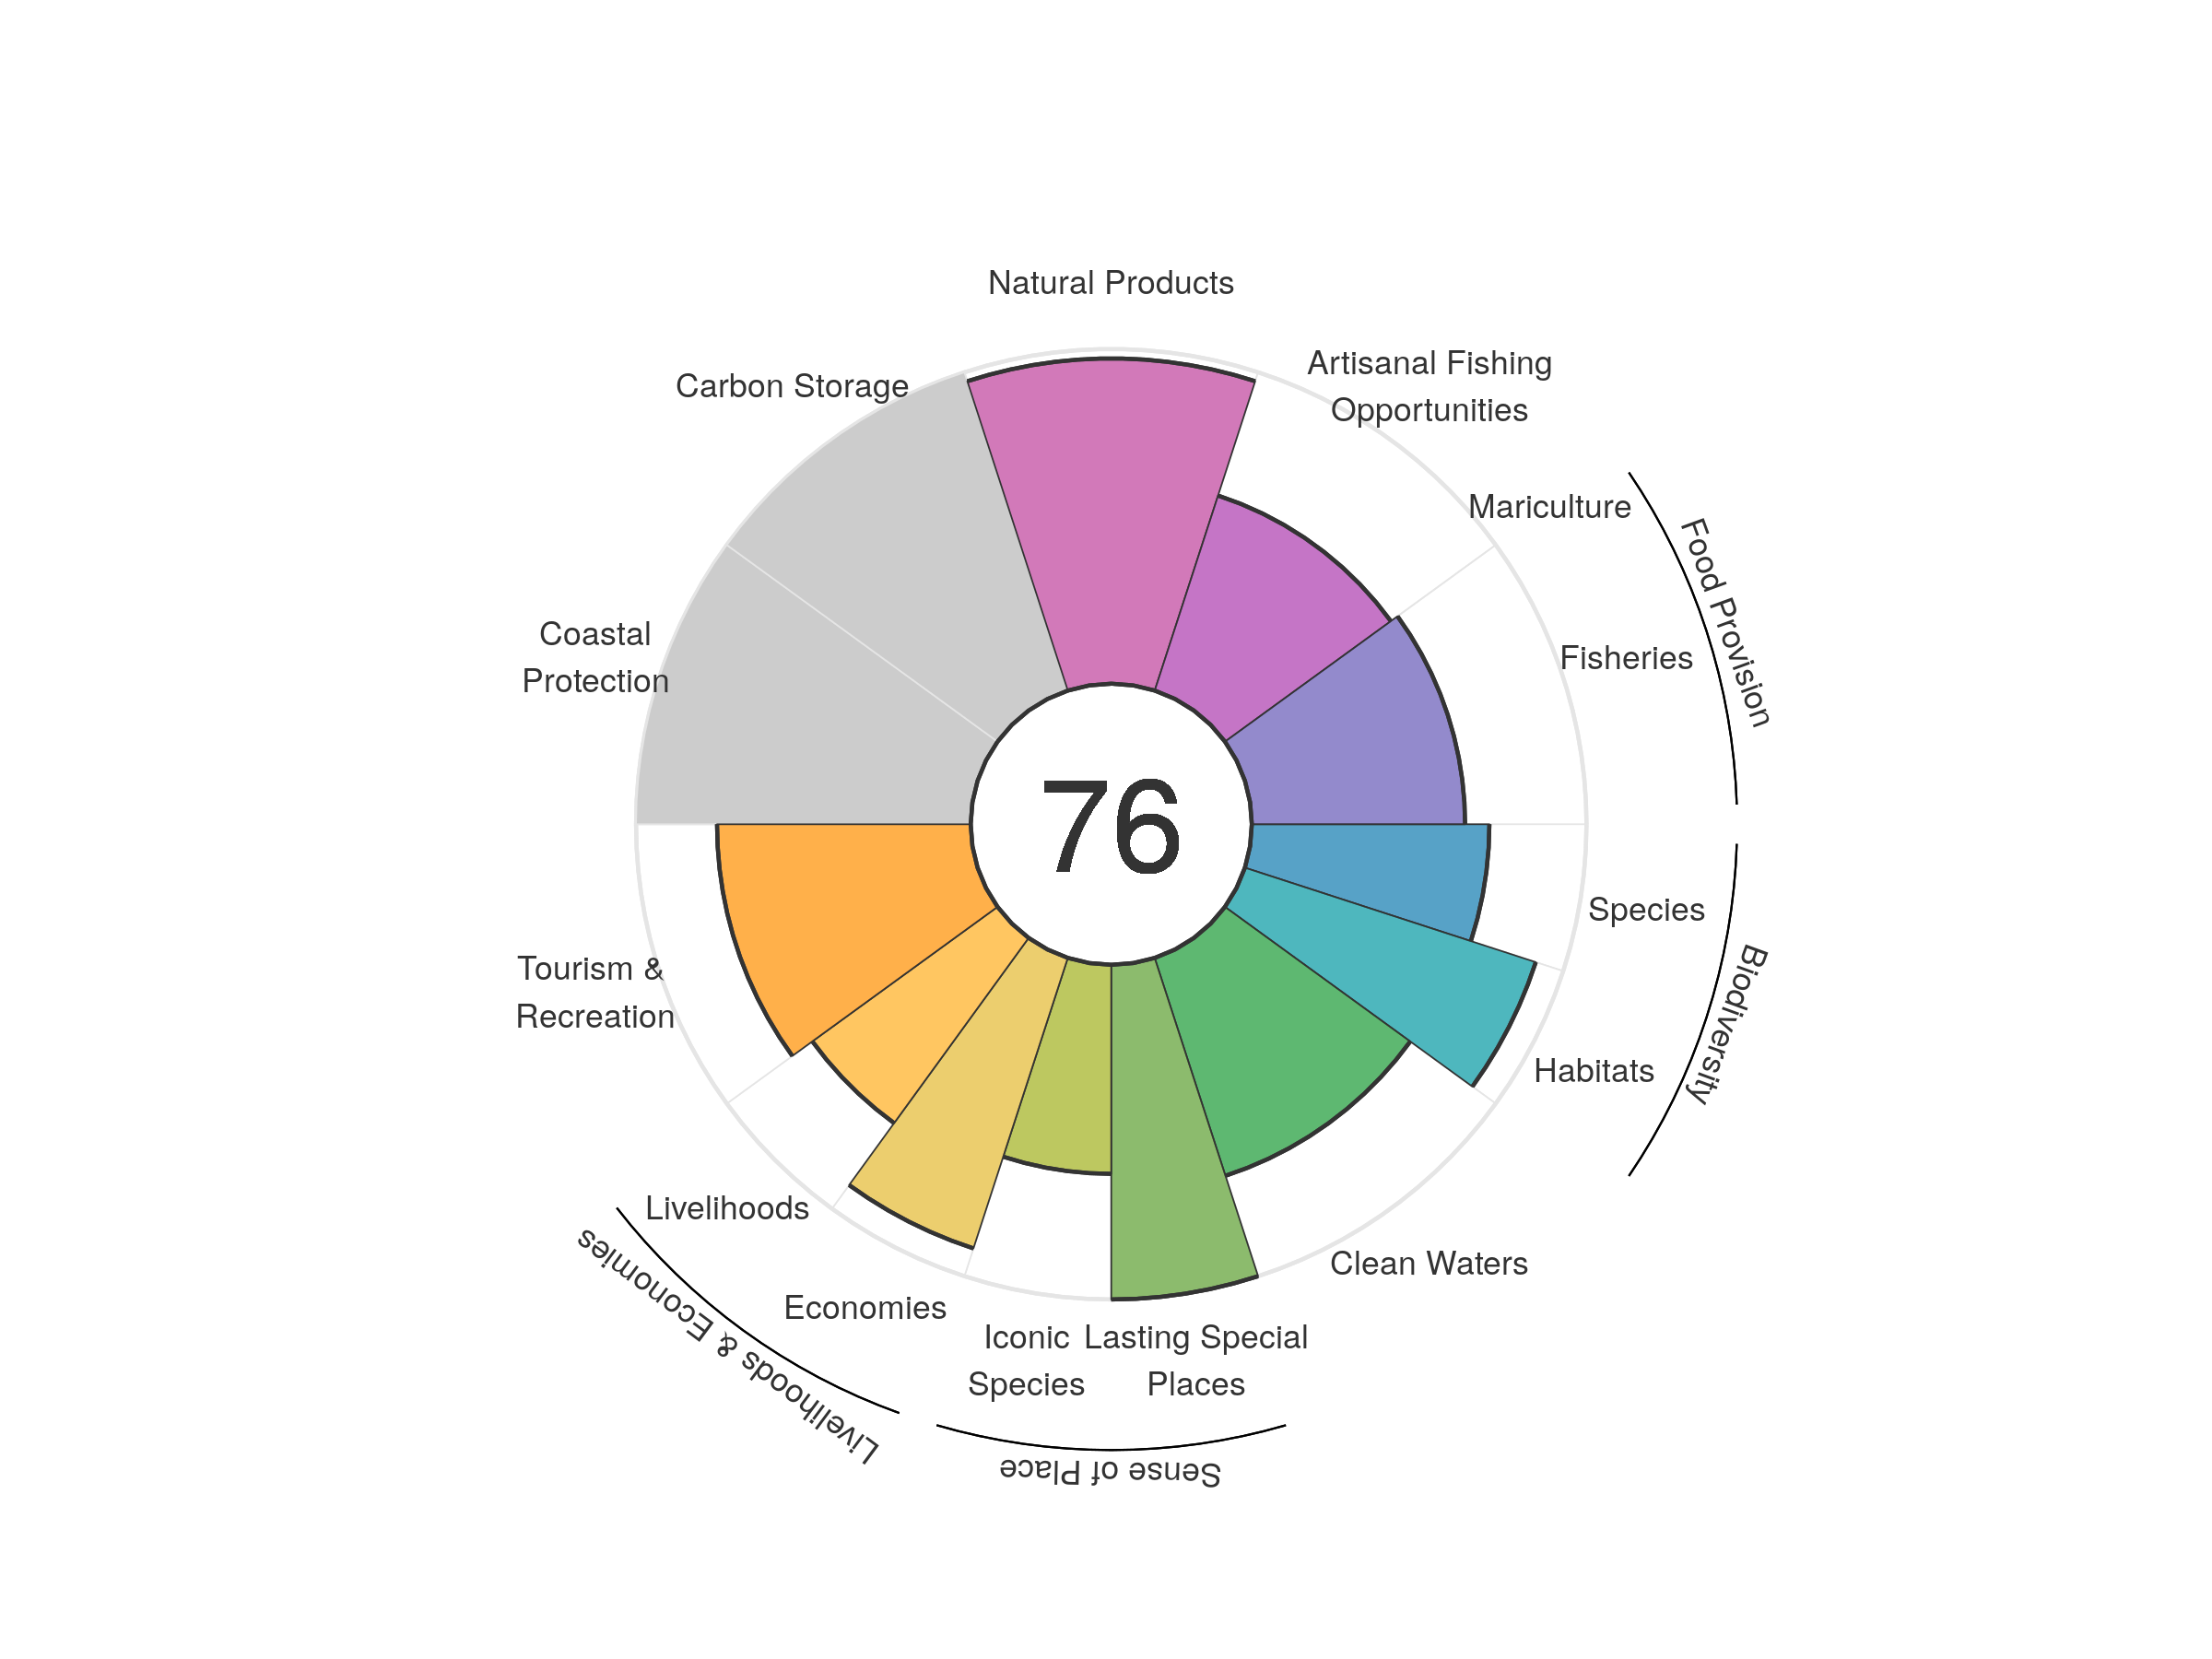 Natural Products
Artisanal Fishing
Opportunities
Carbon Storage
Mariculture
Food Provision
Fisheries
Coastal
Protection
76
Species
Biodiversity
Tourism &
Recreation
Habitats
Livelihoods
Clean Waters
Livelihoods & Economies
Economies
Iconic
Species
Lasting Special
Places
Sense of Place